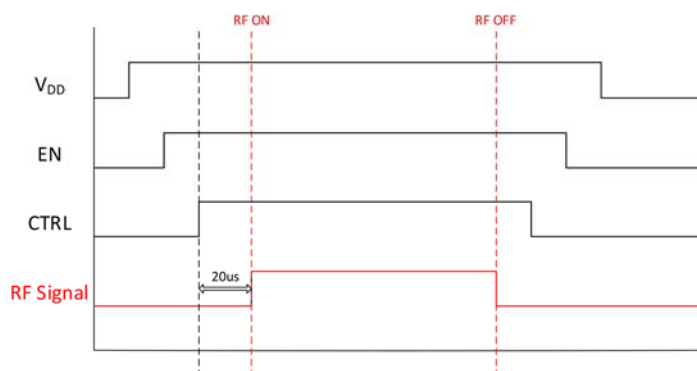 RF ON
RF OFF
VDD
EN
CTRL
20us
RF Signal